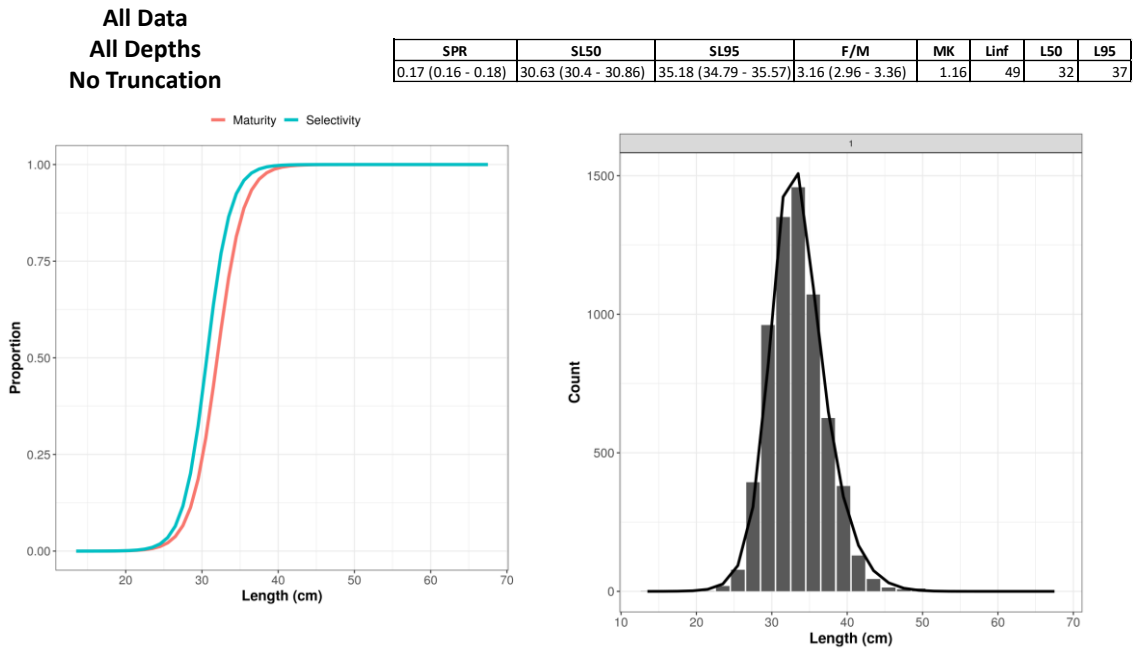 All Data
All Depths
No Truncation
SPR SL50 SL95 F/M MK Linf L50 L95
0.17 (0.16 - 0.18) 30.63 (30.4 - 30.86) 35.18 (34.79 - 35.57) 3.16 (2.96 - 3.36) 1.16 49 32 37
Maturity Selectivity
1.00
0.75
0.50
0.25
0.00
Proportion
20 30 40 50 60 70
Length (cm)
1
1500
1000
500
0
Count
10 20 30 40 50 60 70
Length (cm)